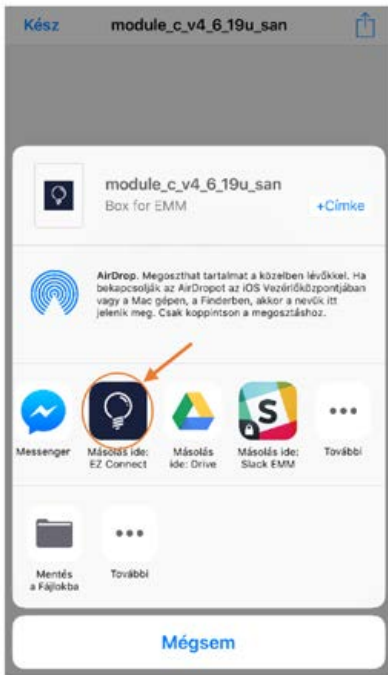 Kész
module_c_v4_6_19u_san
module_c_v4_6_19u_san
Box for EMM
+Címke
AirDrop. Megoszthat tartalmat a közelben lévőkkel. Ha
bekapcsolják az AirDropot az iOS Vezérlőközpontjában
vagy a Mac gépen, a Finderben, akkor a nevük itt
jelenik meg. Csak koppintson a megosztáshoz.
Messenger
Másolás ide:
EZ Connect
Másolás
ide: Drive
Másolás ide:
Slack EMM
További
Mentés
a Fájlokba
További
Mégsem